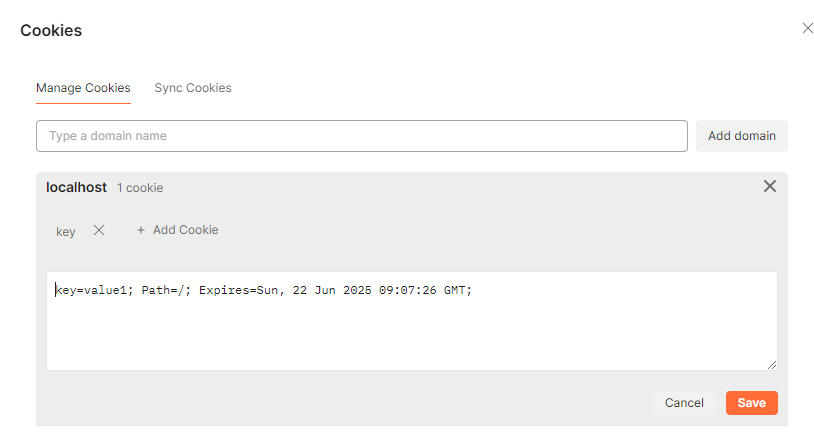 Cookies
Manage Cookies Sync Cookies
Type a domain name Add domain
localhost 1 cookie
key + Add Cookie
key=value1; Path=/; Expires=Sun, 22 Jun 2025 09:07:26 GMT;
Cancel Save